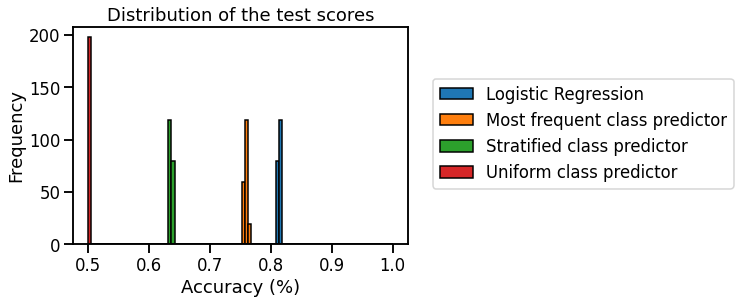 Distribution of the test scores
200
150
100
50
0
Frequency
0.5 0.6 0.7 0.8 0.9 1.0
Accuracy (%)
Logistic Regression
Most frequent class predictor
Stratified class predictor
Uniform class predictor